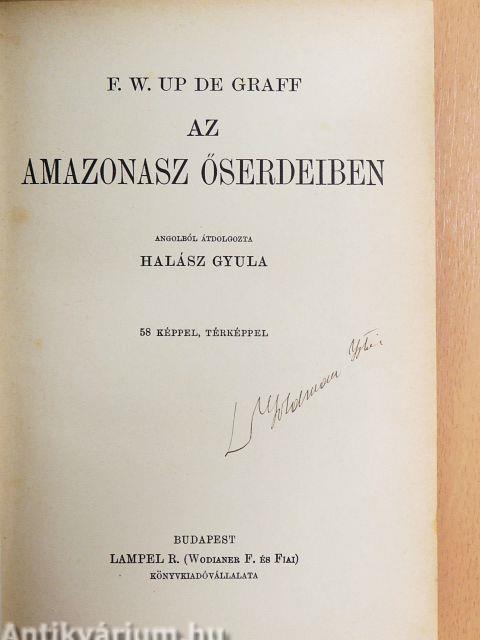 F. W. UP DE GRAFF
AZ
AMAZONASZ ŐSERDEIBEN
ANGOLBÓL ÁTDOLGOZTA
HALÁSZ GYULA
58 KÉPPEL, TÉRKÉPPEL
BUDAPEST
LAMPEL R. (WODIANER F. ÉS FIAI)
KÖNYVKIADÓVÁLLALATA
Antikvárium.hu